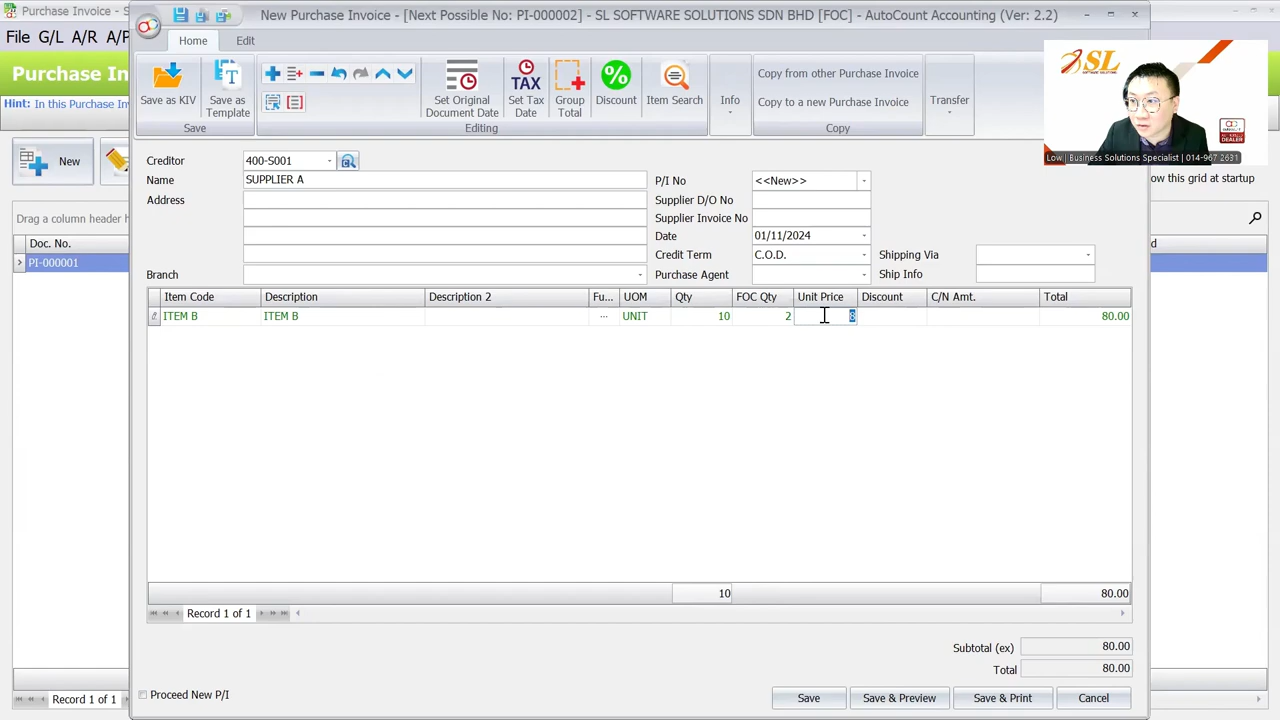 Purchase Invoice - [
New Purchase Invoice - [Next Possible No: PI-000002] - SL SOFTWARE SOLUTIONS SDN BHD [FOC] - AutoCount Accounting (Ver: 2.2)
File G/L A/R A/P
Home Edit
Purchase In
Hint: In this Purchase Inv
Save as KIV
Save as Template
Save
Set Original Document Date
TAX
Set Tax Date
Group Total
Discount
Item Search
Editing
Info
Copy from other Purchase Invoice
Copy to a new Purchase Invoice
Copy
Transfer
SL
SOFTWARE SOLUTIONS
DEALER
Low | Business Solutions Specialist | 014-967 2631
New
ow this grid at startup
Drag a column header h
Doc. No.
PI-000001
d
Creditor 400-S001
Name SUPPLIER A
Address
Branch
P/I No <<New>>
Supplier D/O No
Supplier Invoice No
Date 01/11/2024
Credit Term C.O.D.
Purchase Agent
Shipping Via
Ship Info
Item Code Description Description 2 Fu... UOM Qty FOC Qty Unit Price Discount C/N Amt. Total
ITEM B ITEM B ... UNIT 10 2 8 80.00
10 80.00
Record 1 of 1
Subtotal (ex) 80.00
Total 80.00
Proceed New P/I
Save Save & Preview Save & Print Cancel
Record 1 of 1